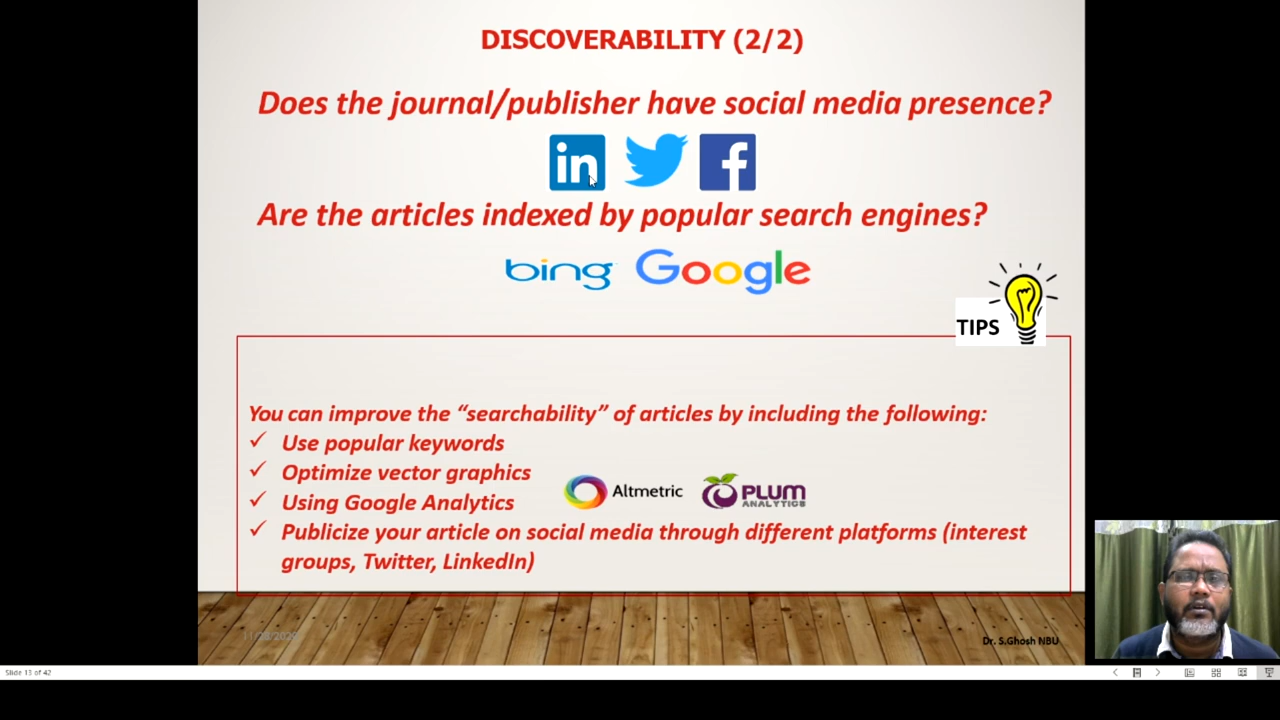 DISCOVERABILITY (2/2)
Does the journal/publisher have social media presence?
in f
Are the articles indexed by popular search engines?
bing Google
TIPS
You can improve the “searchability” of articles by including the following:
✓ Use popular keywords
✓ Optimize vector graphics
✓ Using Google Analytics
Altmetric PLUM
ANALYTICS
✓ Publicize your article on social media through different platforms (interest
groups, Twitter, LinkedIn)
Dr. S.Ghosh NBU
Slide 13 of 42